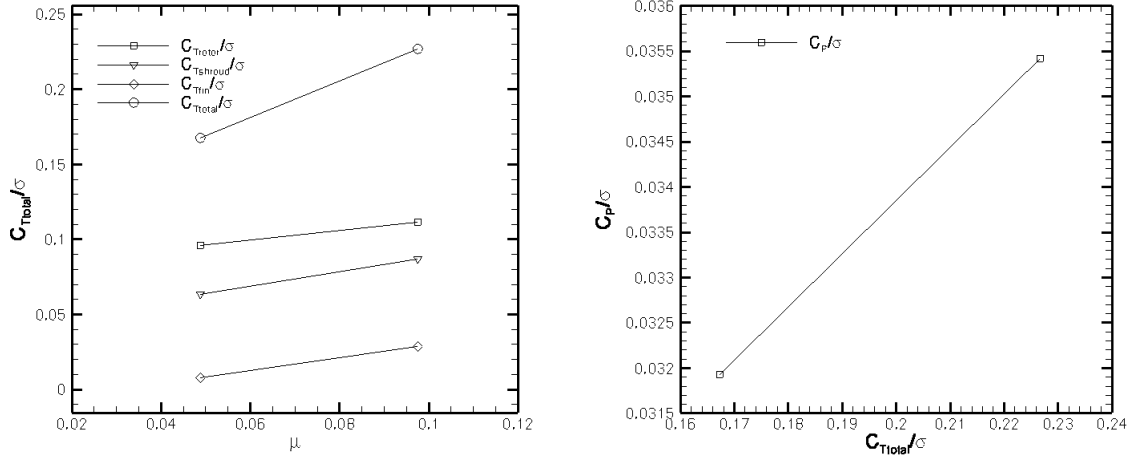 0.25
0.2
0.15
0.1
0.05
0
C_Trotor/σ
C_Tshroud/σ
C_Tfin/σ
C_Ttotal/σ
C_Ttotal/σ
0.02 0.04 0.06 0.08 0.1 0.12
μ
0.036
0.0355
0.035
0.0345
0.034
0.0335
0.033
0.0325
0.032
0.0315
C_P/σ
C_P/σ
0.16 0.17 0.18 0.19 0.2 0.21 0.22 0.23 0.24
C_Ttotal/σ